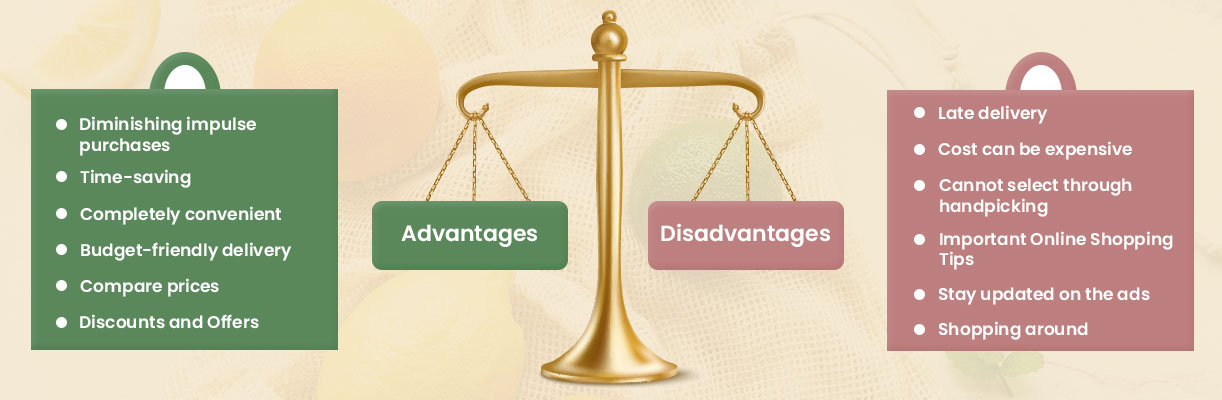 Diminishing impulse
purchases
Time-saving
Completely convenient
Budget-friendly delivery
Compare prices
Discounts and Offers
Advantages
Disadvantages
Late delivery
Cost can be expensive
Cannot select through
handpicking
Important Online Shopping
Tips
Stay updated on the ads
Shopping around